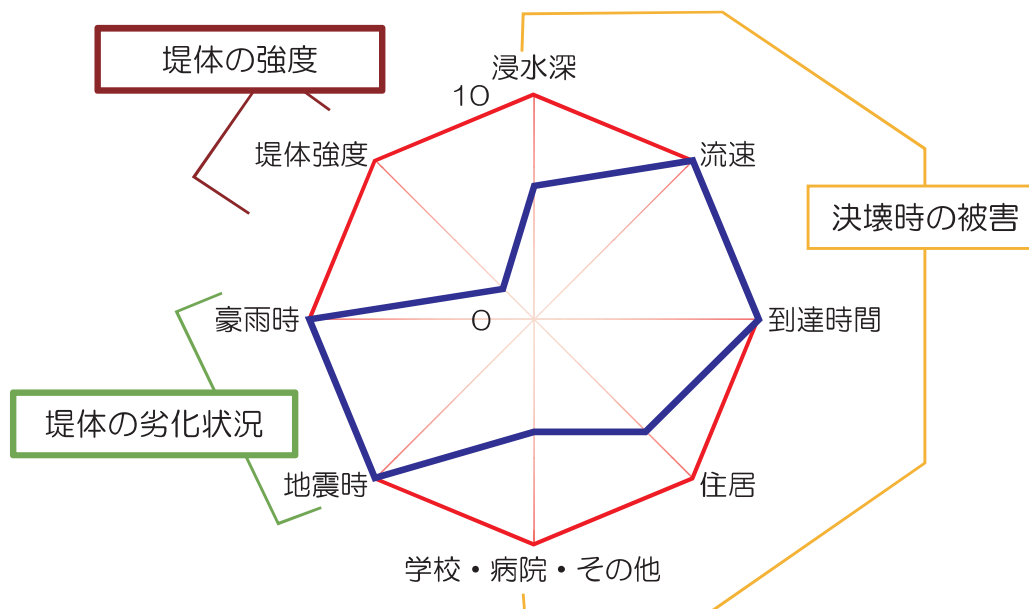 堤体の強度
浸水深
10
堤体強度
流速
決壊時の被害
豪雨時
0
到達時間
堤体の劣化状況
地震時
住居
学校・病院・その他